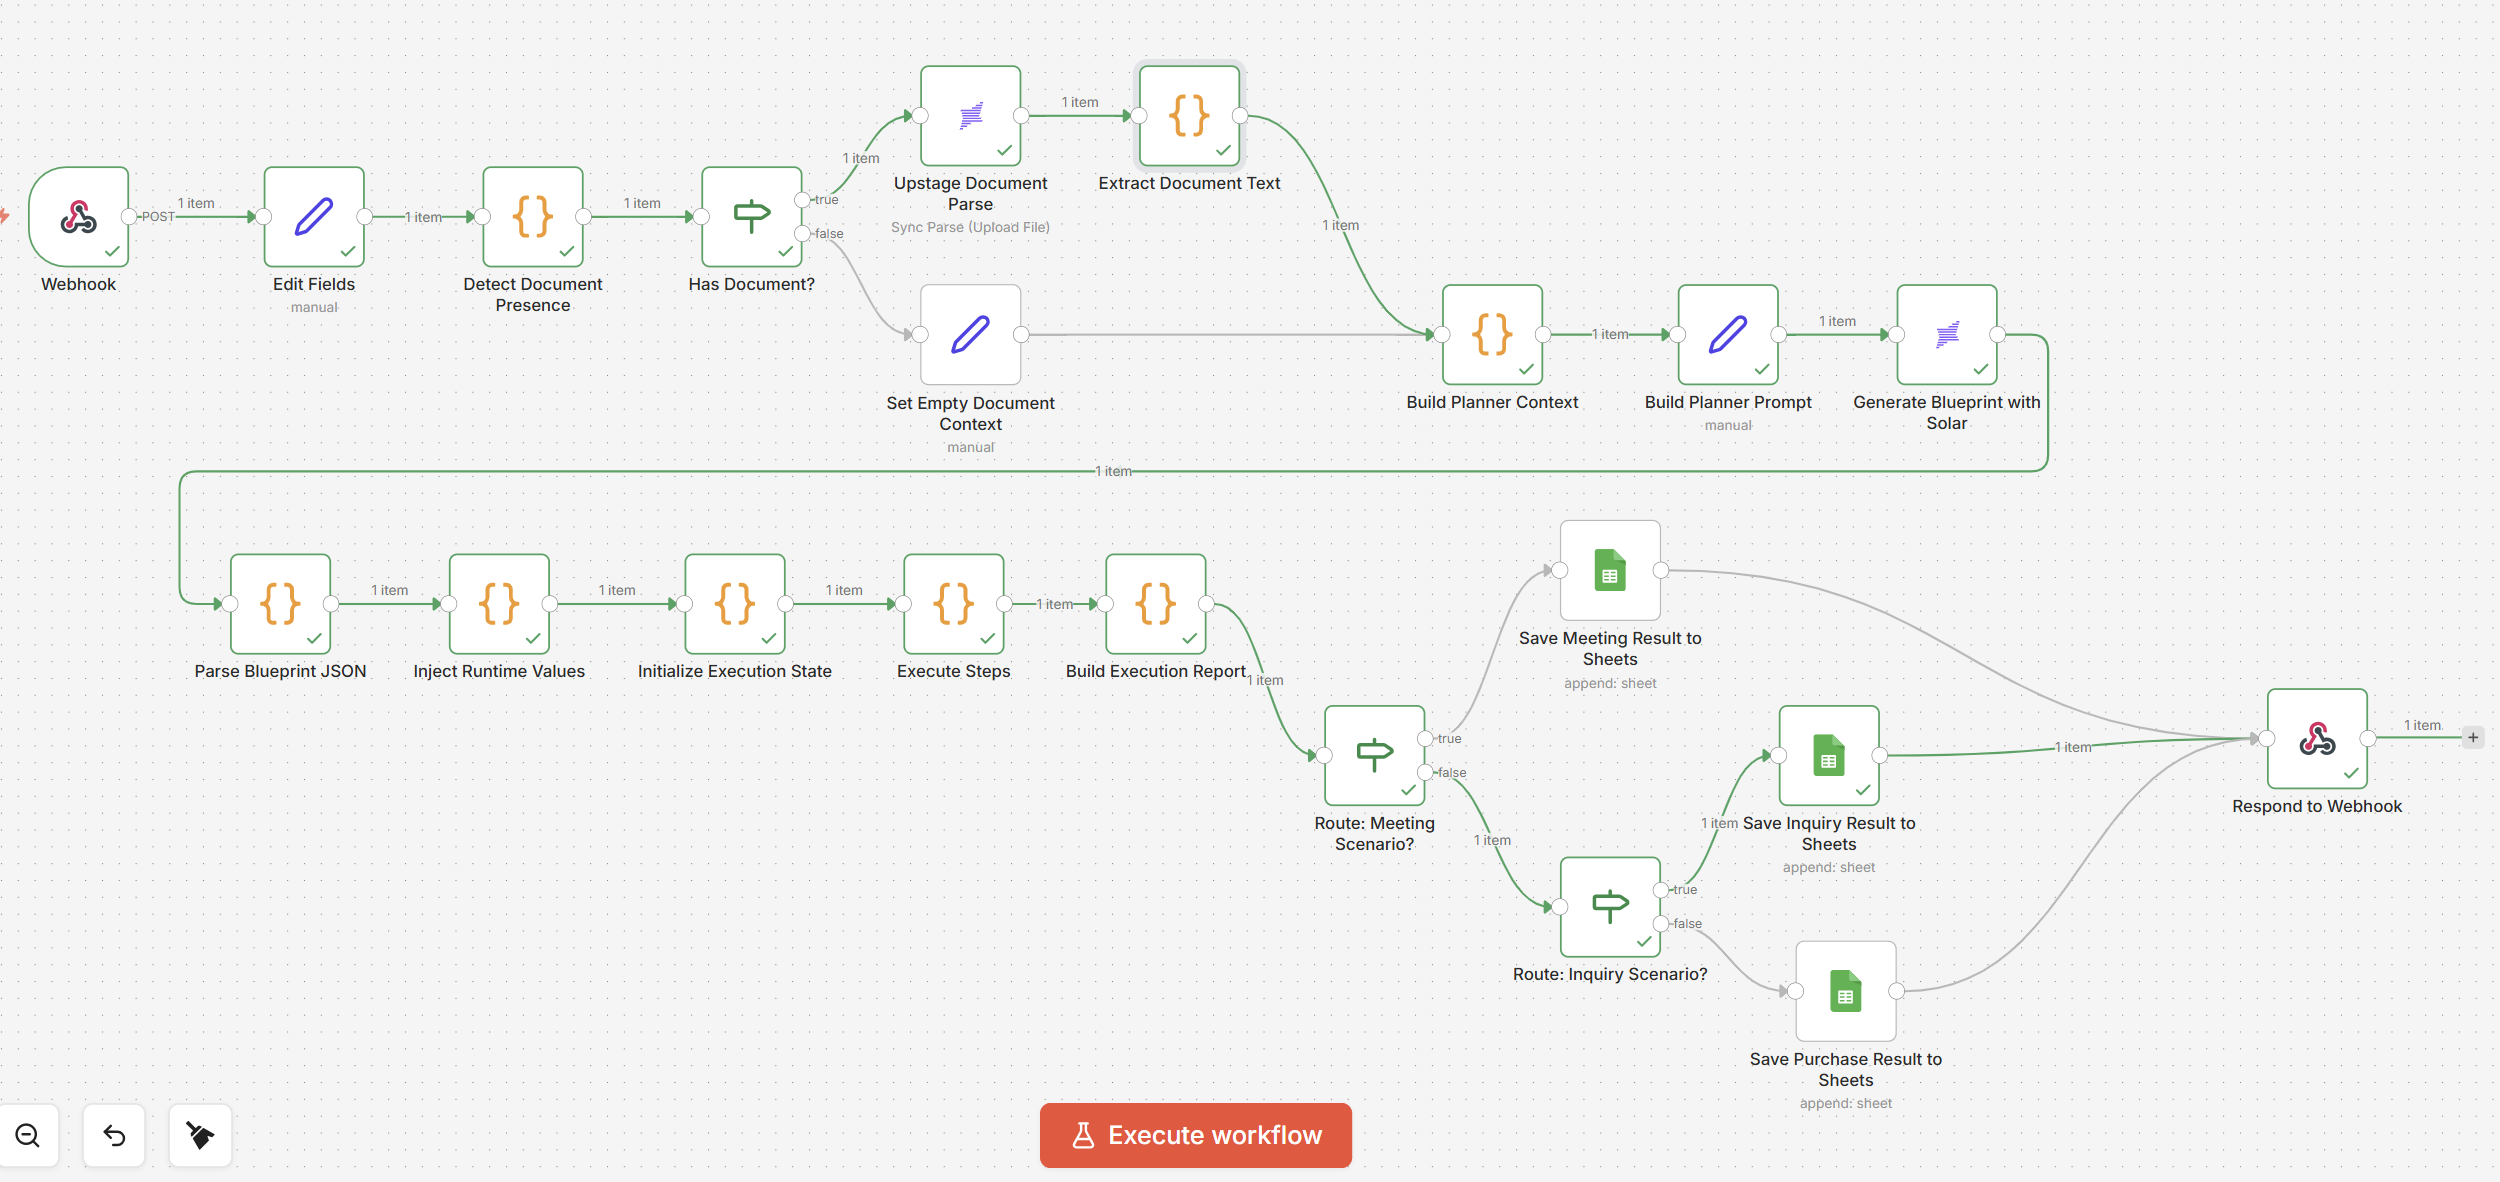 1 item
1 item
Upstage Document
Parse
Sync Parse (Upload File)
Extract Document Text
POST
1 item
1 item
1 item
true
false
1 item
Webhook
Edit Fields
manual
Detect Document
Presence
Has Document?
Set Empty Document
Context
manual
1 item
1 item
Build Planner Context
Build Planner Prompt
manual
Generate Blueprint with
Solar
1 item
1 item
1 item
1 item
1 item
Parse Blueprint JSON
Inject Runtime Values
Initialize Execution State
Execute Steps
Build Execution Report
1 item
Save Meeting Result to
Sheets
append: sheet
true
false
Route: Meeting
Scenario?
1 item
1 item
Save Inquiry Result to
Sheets
append: sheet
1 item
1 item
Respond to Webhook
true
false
Route: Inquiry Scenario?
Save Purchase Result to
Sheets
append: sheet
Execute workflow